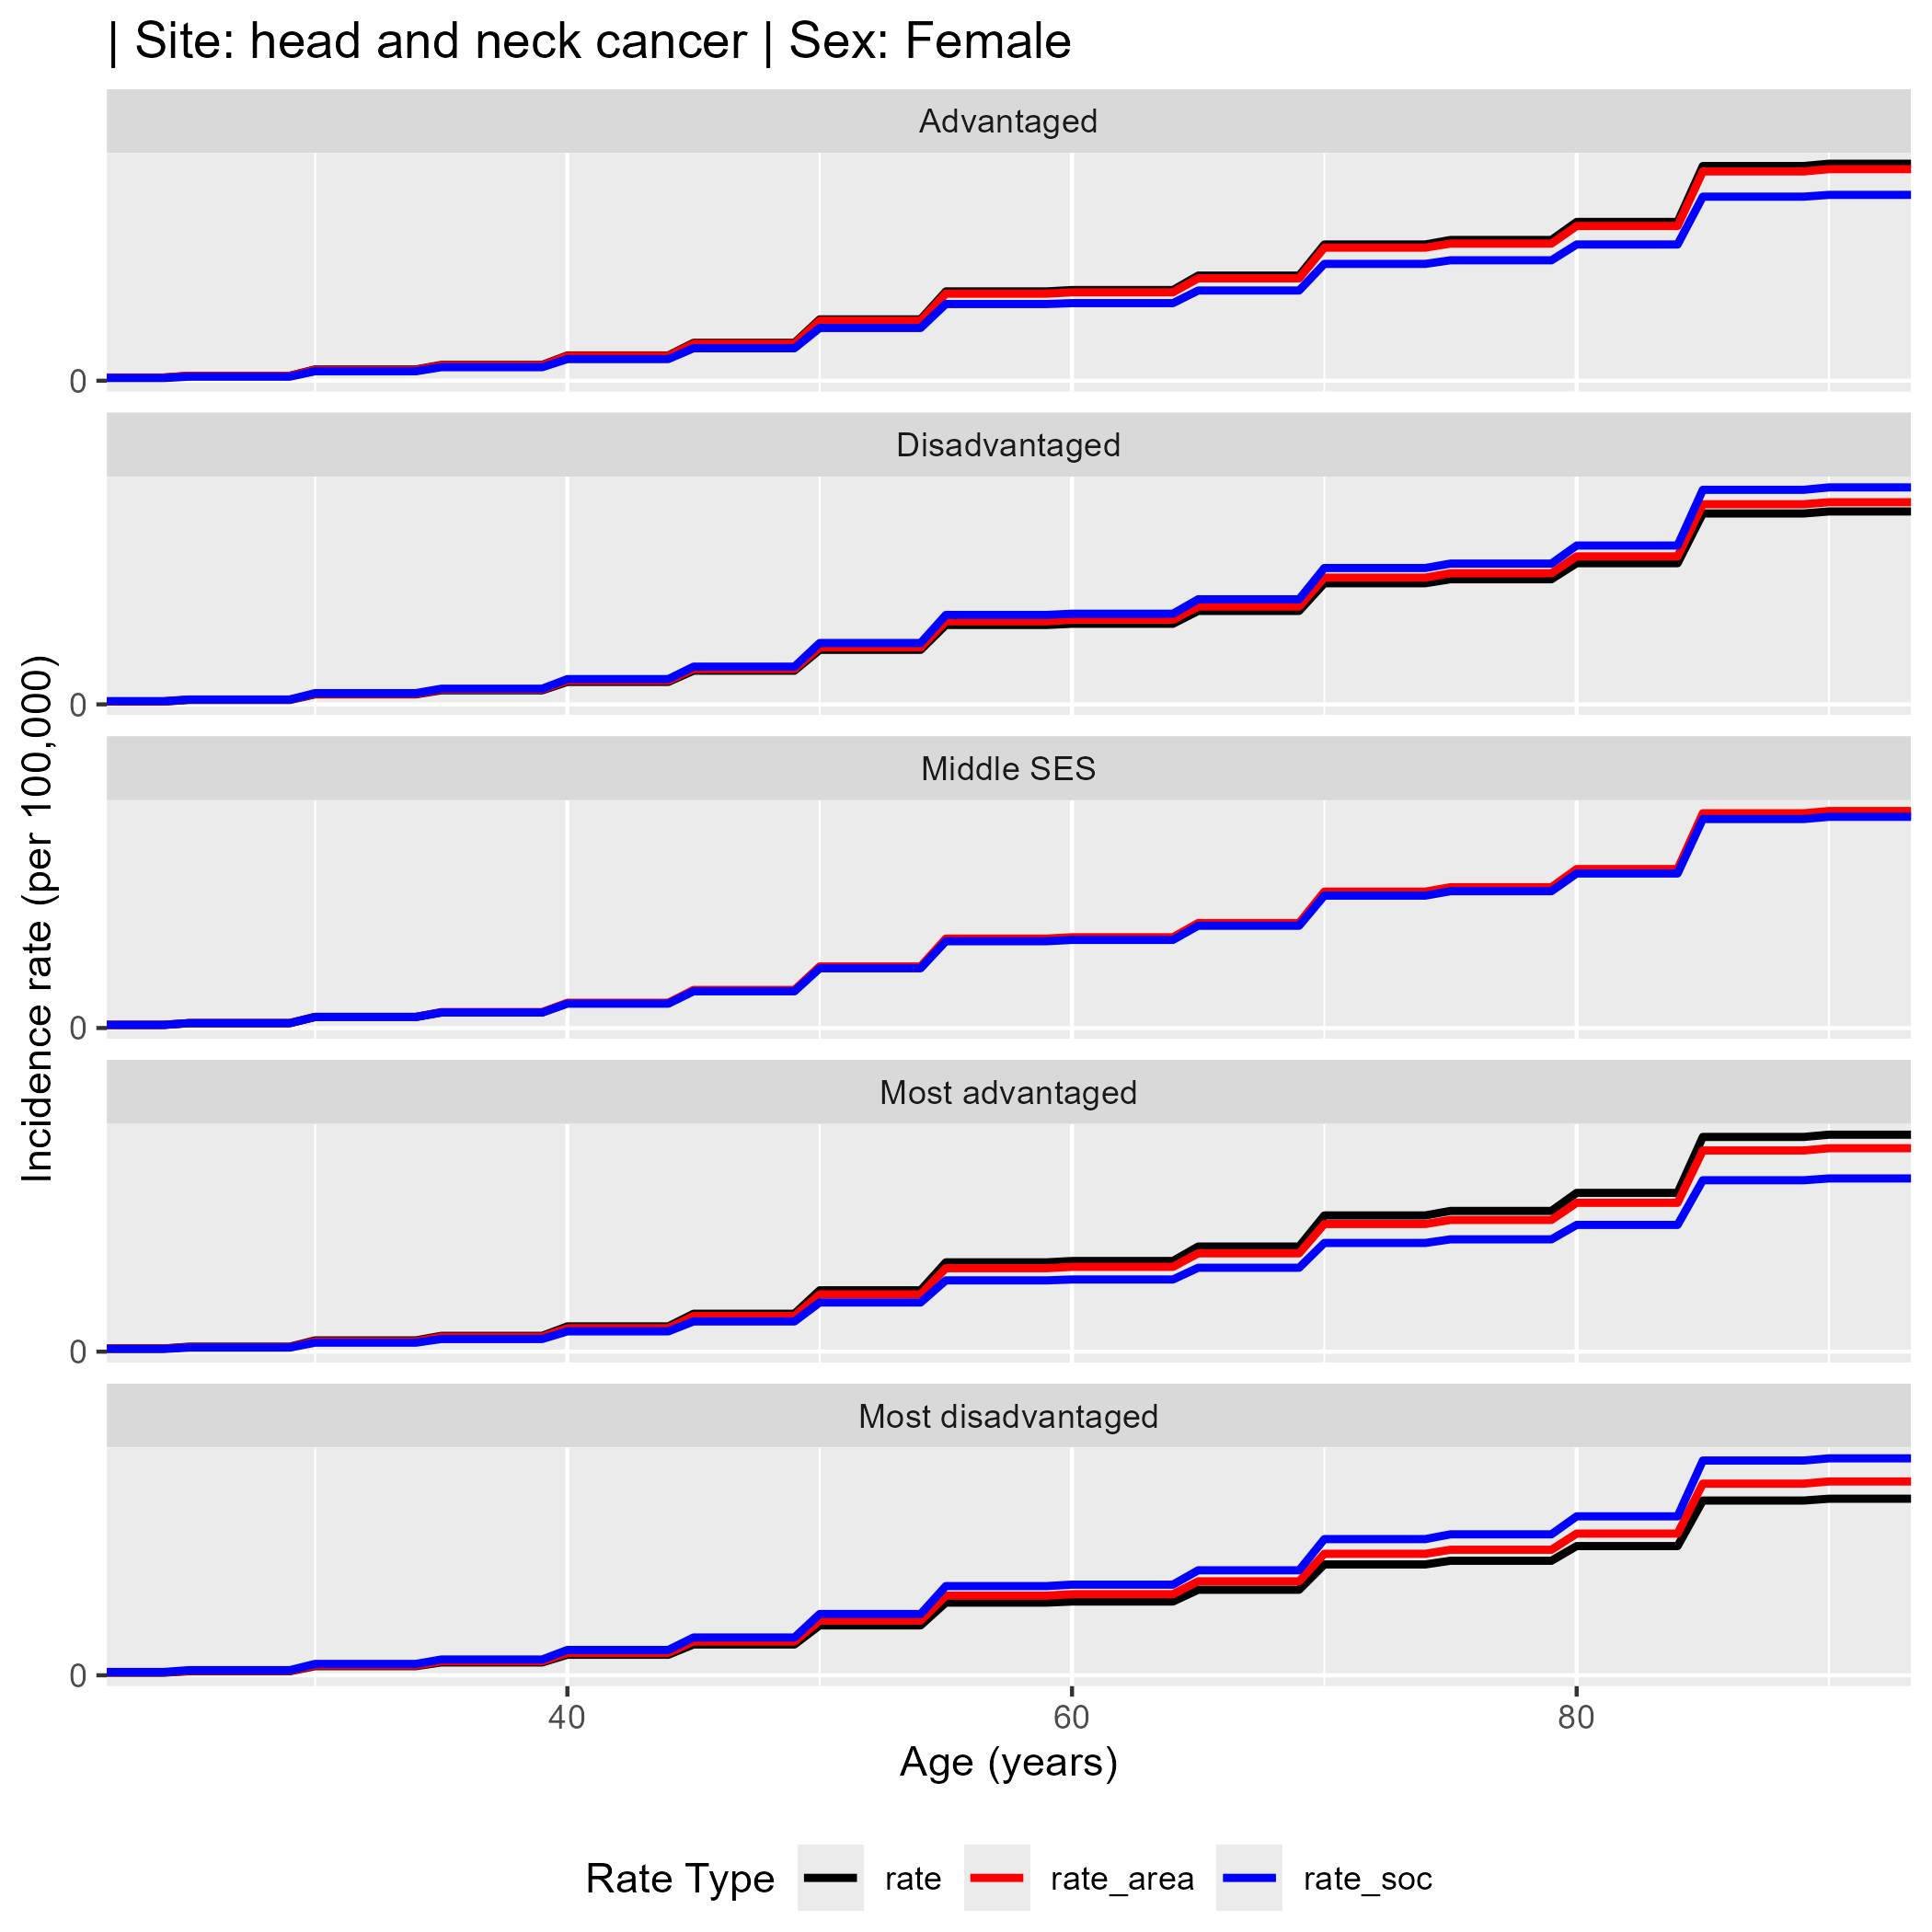 | Site: head and neck cancer | Sex: Female
Advantaged
0
Disadvantaged
0
Middle SES
0
Most advantaged
0
Most disadvantaged
0
40 60 80
Age (years)
Incidence rate (per 100,000)
Rate Type rate rate_area rate_soc